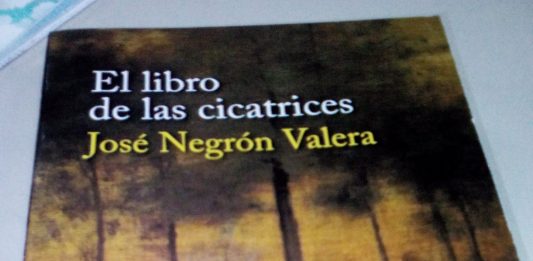 El libro
de las cicatrices
José Negrón Valera